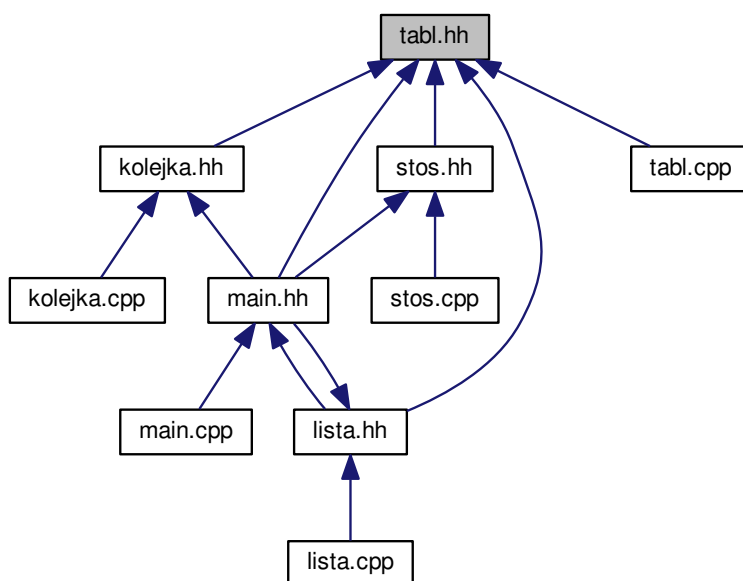 tabl.hh
kolejka.hh
stos.hh
tabl.cpp
kolejka.cpp
main.hh
stos.cpp
main.cpp
lista.hh
lista.cpp